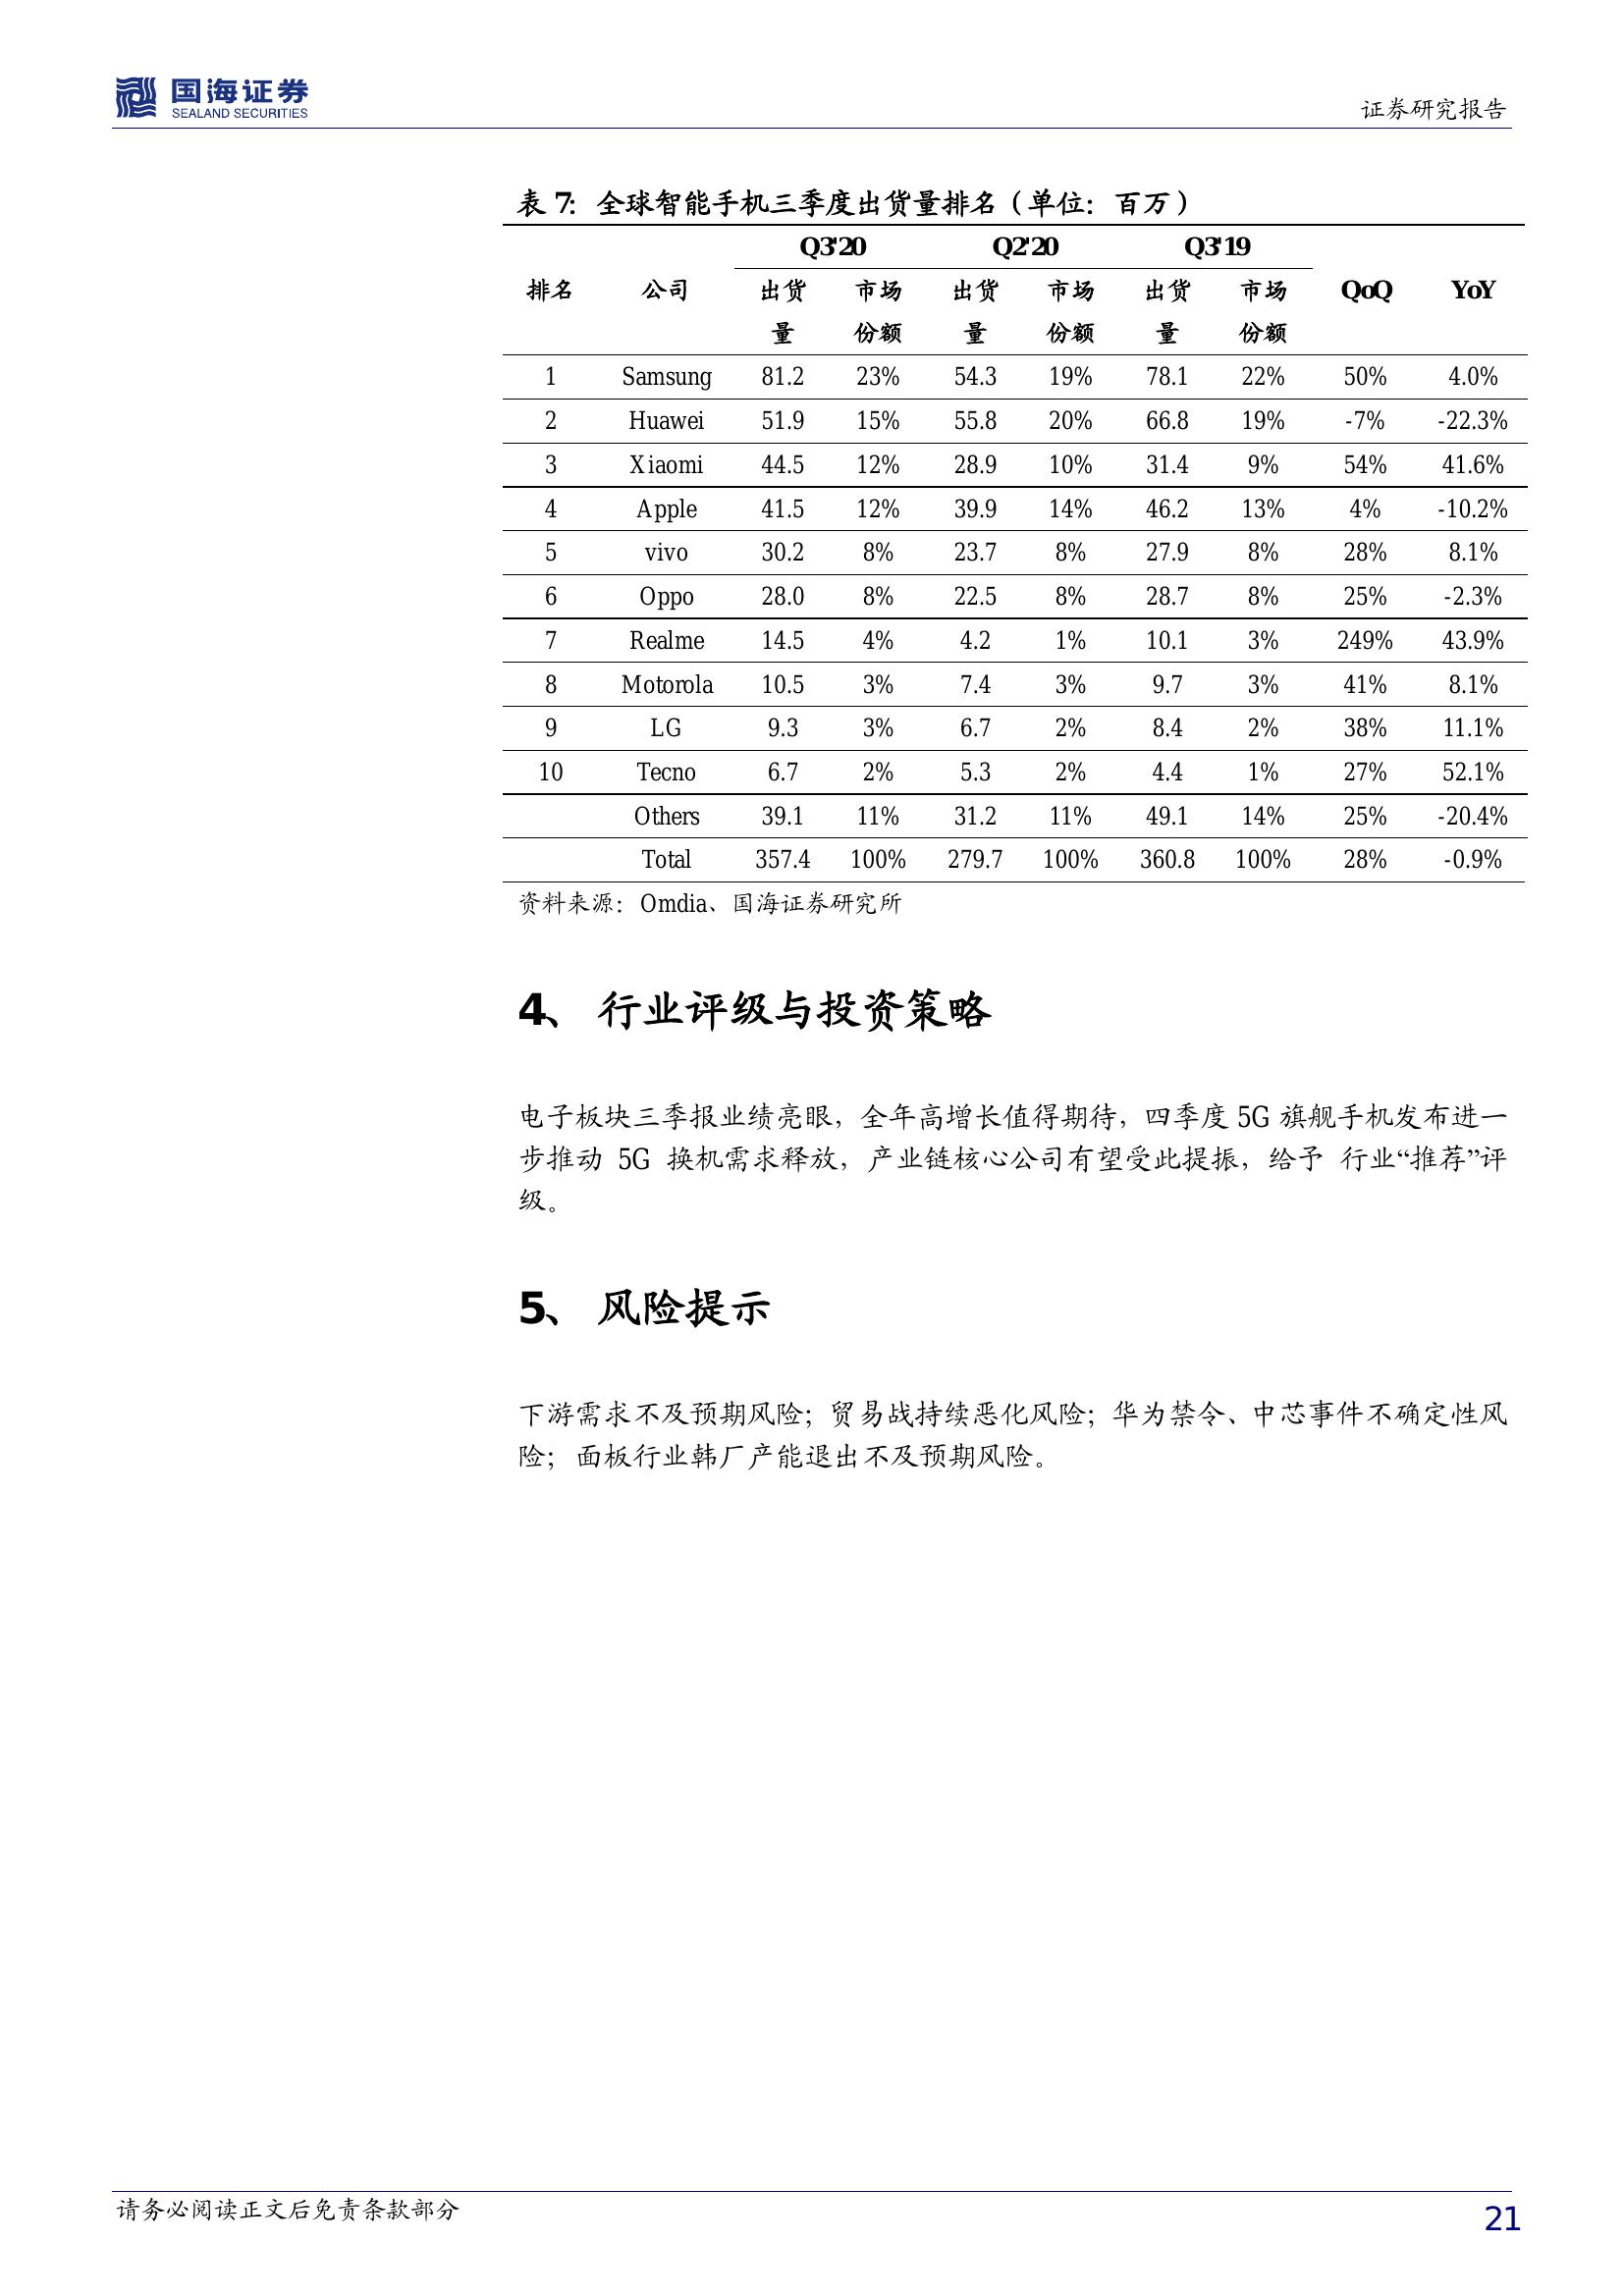 国海证券
SEALAND SECURITIES
证券研究报告
表 7：全球智能手机三季度出货量排名（单位：百万）
Q3'20 Q2'20 Q3'19
排名 公司 出货 市场 出货 市场 出货 市场 QoQ YoY
量 份额 量 份额 量 份额
1 Samsung 81.2 23% 54.3 19% 78.1 22% 50% 4.0%
2 Huawei 51.9 15% 55.8 20% 66.8 19% -7% -22.3%
3 Xiaomi 44.5 12% 28.9 10% 31.4 9% 54% 41.6%
4 Apple 41.5 12% 39.9 14% 46.2 13% 4% -10.2%
5 vivo 30.2 8% 23.7 8% 27.9 8% 28% 8.1%
6 Oppo 28.0 8% 22.5 8% 28.7 8% 25% -2.3%
7 Realme 14.5 4% 4.2 1% 10.1 3% 249% 43.9%
8 Motorola 10.5 3% 7.4 3% 9.7 3% 41% 8.1%
9 LG 9.3 3% 6.7 2% 8.4 2% 38% 11.1%
10 Tecno 6.7 2% 5.3 2% 4.4 1% 27% 52.1%
Others 39.1 11% 31.2 11% 49.1 14% 25% -20.4%
Total 357.4 100% 279.7 100% 360.8 100% 28% -0.9%
资料来源：Omdia、国海证券研究所
4、 行业评级与投资策略
电子板块三季报业绩亮眼，全年高增长值得期待，四季度 5G 旗舰手机发布进一
步推动 5G 换机需求释放，产业链核心公司有望受此提振，给予 行业“推荐”评
级。
5、 风险提示
下游需求不及预期风险；贸易战持续恶化风险；华为禁令、中芯事件不确定性风
险；面板行业韩厂产能退出不及预期风险。
请务必阅读正文后免责条款部分
21